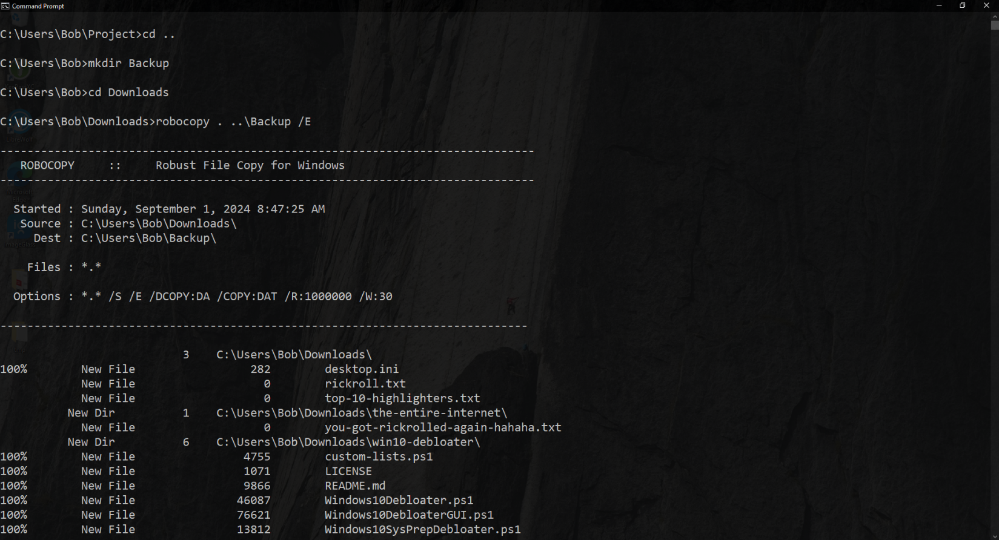 Command Prompt
C:\Users\Bob\Project>cd ..
C:\Users\Bob>mkdir Backup
C:\Users\Bob>cd Downloads
C:\Users\Bob\Downloads>robocopy . ..\Backup /E
-------------------------------------------------------------------------------
   ROBOCOPY     ::     Robust File Copy for Windows
-------------------------------------------------------------------------------
  Started : Sunday, September 1, 2024 8:47:25 AM
   Source : C:\Users\Bob\Downloads\
     Dest : C:\Users\Bob\Backup\
    Files : *.*
  Options : *.* /S /E /DCOPY:DA /COPY:DAT /R:1000000 /W:30
------------------------------------------------------------------------------
                           3    C:\Users\Bob\Downloads\
100%        New File                 282        desktop.ini
            New File                   0        rickroll.txt
            New File                   0        top-10-highlighters.txt
          New Dir          1    C:\Users\Bob\Downloads\the-entire-internet\
            New File                   0        you-got-rickrolled-again-hahaha.txt
          New Dir          6    C:\Users\Bob\Downloads\win10-debloater\
100%        New File                4755        custom-lists.ps1
100%        New File                1071        LICENSE
100%        New File                9866        README.md
100%        New File               46087        Windows10Debloater.ps1
100%        New File               76621        Windows10DebloaterGUI.ps1
100%        New File               13812        Windows10SysPrepDebloater.ps1
LibreWolf
Microsoft
Edge
ImageGlass
tmp